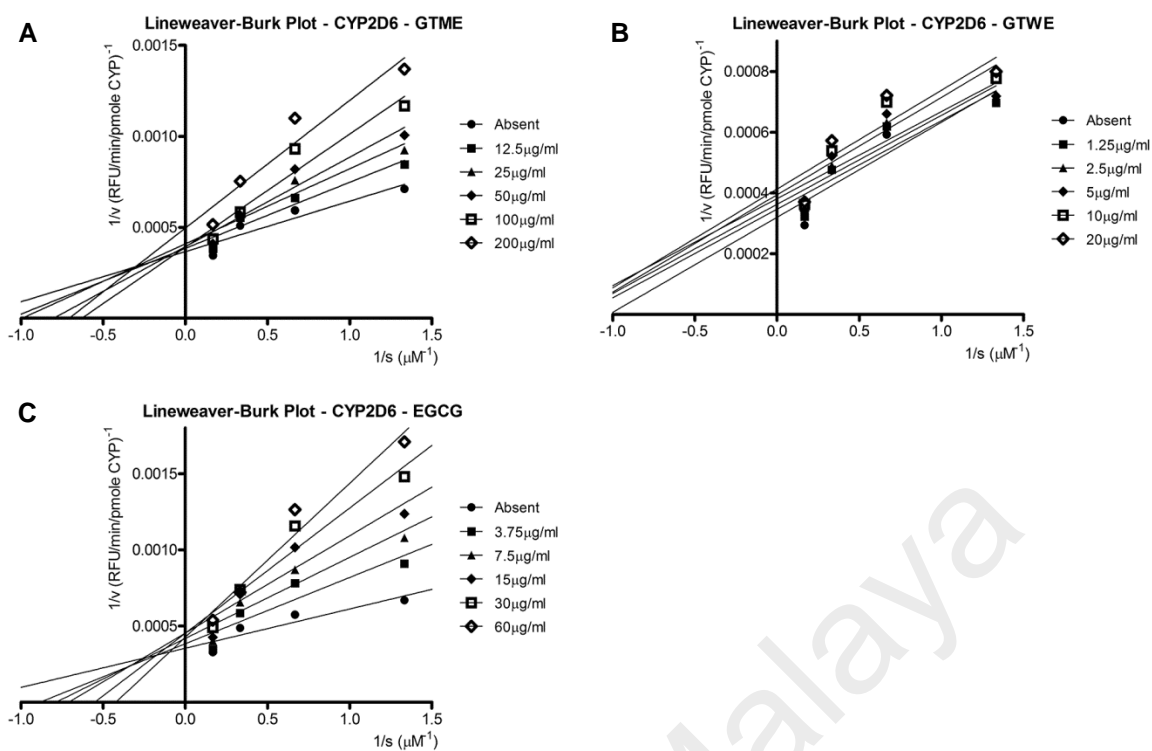 A
Lineweaver-Burk Plot - CYP2D6 - GTME
1/v (RFU/min/pmole CYP)⁻¹
0.0015
0.0010
0.0005
-1.0 -0.5 0.0 0.5 1.0 1.5
1/s (μM⁻¹)
Absent
12.5μg/ml
25μg/ml
50μg/ml
100μg/ml
200μg/ml
B
Lineweaver-Burk Plot - CYP2D6 - GTWE
1/v (RFU/min/pmole CYP)⁻¹
0.0008
0.0006
0.0004
0.0002
-1.0 -0.5 0.0 0.5 1.0 1.5
1/s (μM⁻¹)
Absent
1.25μg/ml
2.5μg/ml
5μg/ml
10μg/ml
20μg/ml
C
Lineweaver-Burk Plot - CYP2D6 - EGCG
1/v (RFU/min/pmole CYP)⁻¹
0.0015
0.0010
0.0005
-1.0 -0.5 0.0 0.5 1.0 1.5
1/s (μM⁻¹)
Absent
3.75μg/ml
7.5μg/ml
15μg/ml
30μg/ml
60μg/ml
Malaya